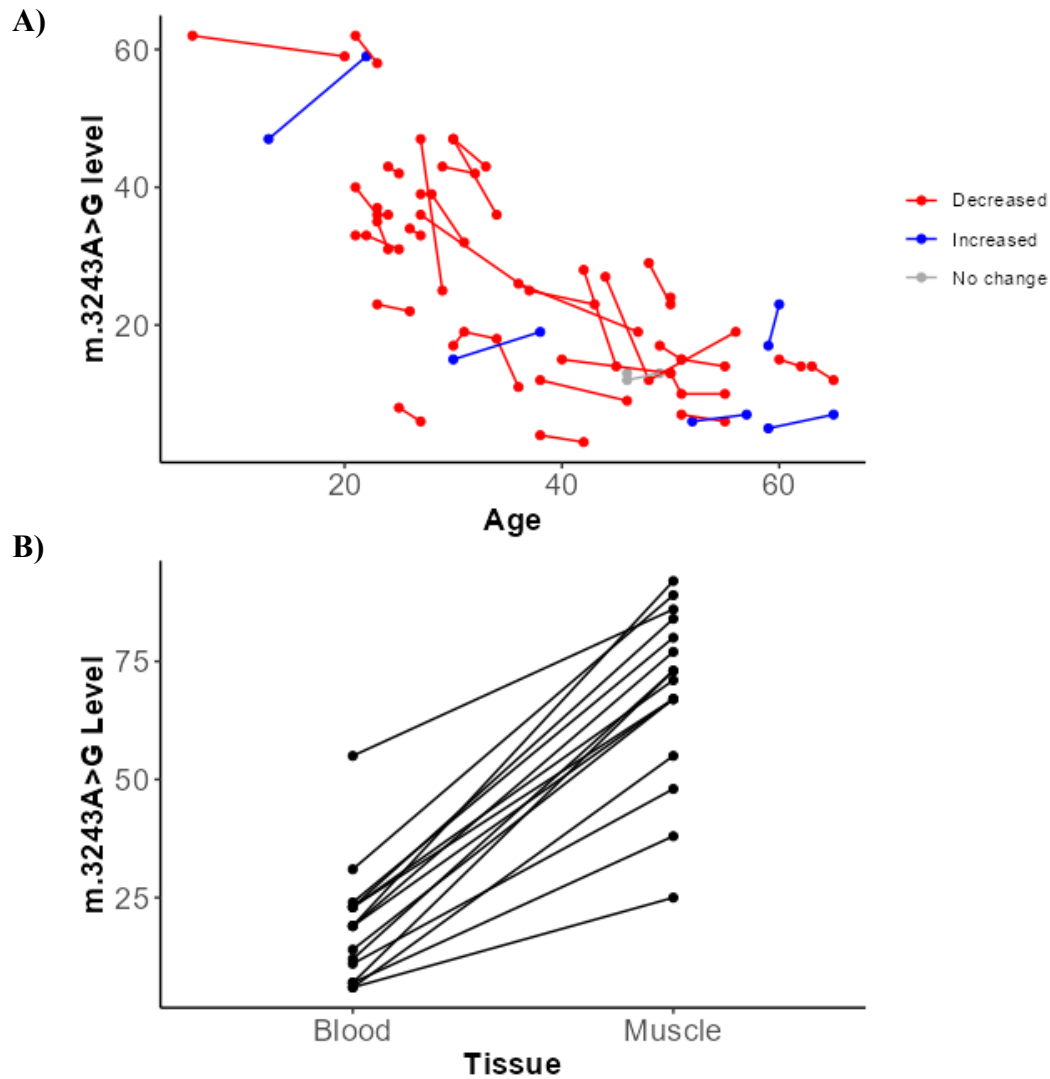 A)
m.3243A>G level
60
40
20
20
40
60
Age
Decreased
Increased
No change
B)
m.3243A>G Level
75
50
25
Blood
Muscle
Tissue